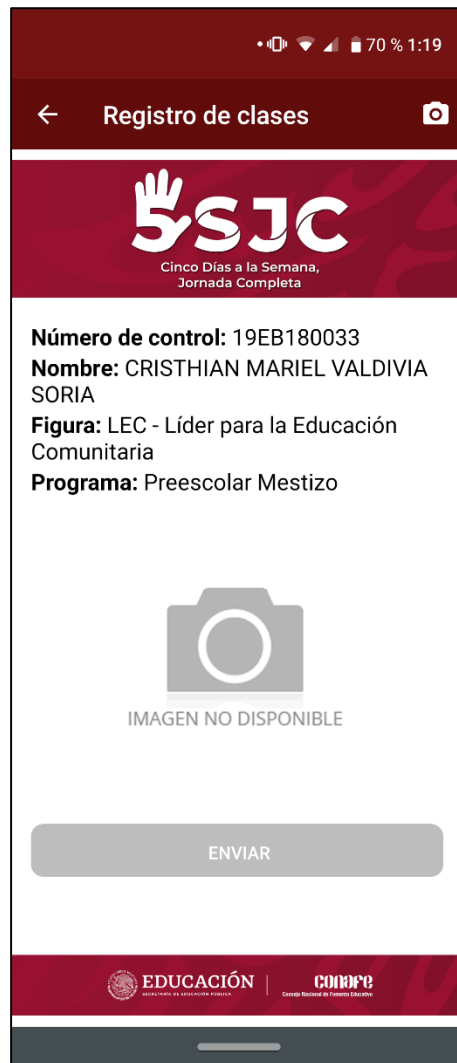 70 % 1:19
Registro de clases
5SJC
Cinco Días a la Semana,
Jornada Completa
Número de control: 19EB180033
Nombre: CRISTHIAN MARIEL VALDIVIA
SORIA
Figura: LEC - Líder para la Educación
Comunitaria
Programa: Preescolar Mestizo
IMAGEN NO DISPONIBLE
ENVIAR
EDUCACIÓN
SECRETARÍA DE EDUCACIÓN PÚBLICA
CONAFE
Consejo Nacional de Fomento Educativo